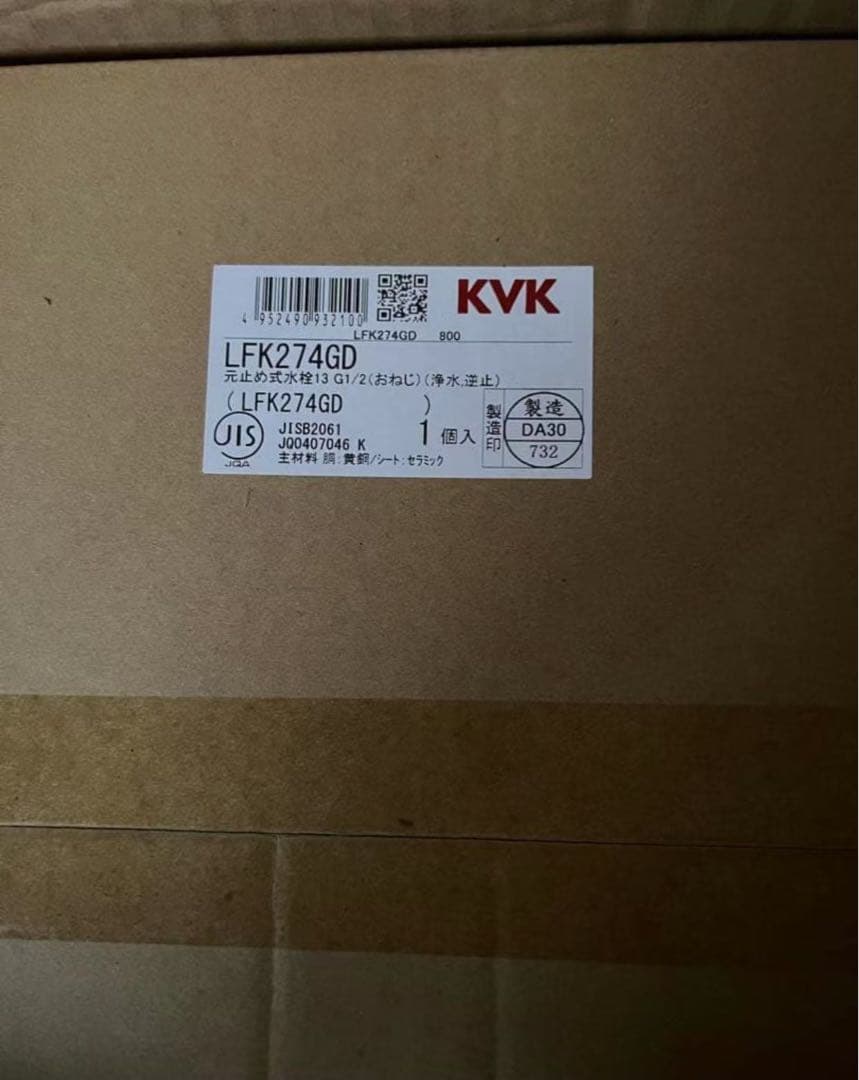 KVK
4 952490 932100
LFK274GD 800
LFK274GD
元止め式水栓13 G1/2(おねじ)(浄水,逆止)
(LFK274GD )
JIS
JQA
JISB2061
JQ0407046 K
1 個入
主材料 胴:黄銅/シート:セラミック
製造印
製造
DA30
732